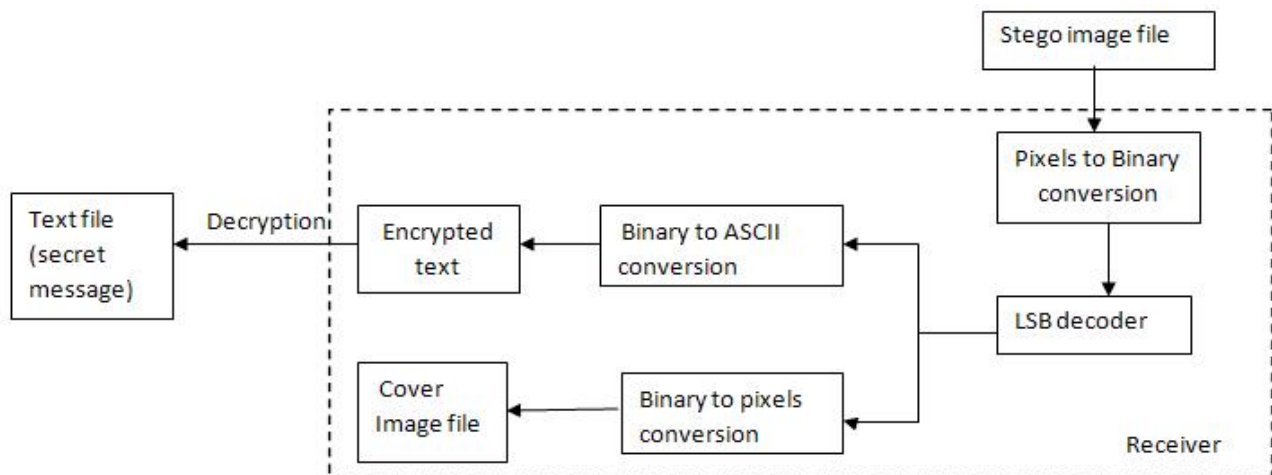 Stego image file
Pixels to Binary
conversion
LSB decoder
Binary to ASCII
conversion
Encrypted
text
Decryption
Text file
(secret
message)
Binary to pixels
conversion
Cover
Image file
Receiver